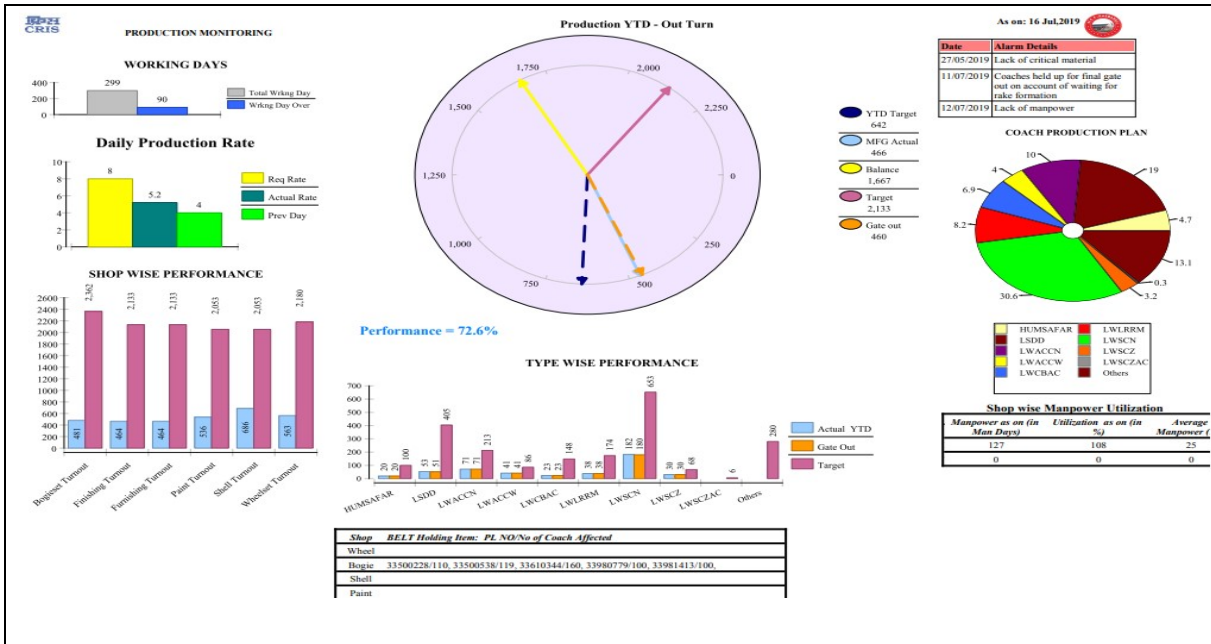 क्रिस
CRIS
PRODUCTION MONITORING
WORKING DAYS
400
200
0
299
90
Total Wrkng Day
Wrkng Day Over
Daily Production Rate
10
8
6
4
2
0
8
5.2
4
Req Rate
Actual Rate
Prev Day
SHOP WISE PERFORMANCE
2600
2400
2200
2000
1800
1600
1400
1200
1000
800
600
400
200
0
481
2,362
464
2,133
464
2,133
536
2,053
686
2,053
563
2,180
Bogieset Turnout
Finishing Turnout
Furnishing Turnout
Paint Turnout
Shell Turnout
Wheelset Turnout
Production YTD - Out Turn
1,750
2,000
1,500
2,250
1,250
0
1,000
250
750
500
YTD Target
642
MFG Actual
466
Balance
1,667
Target
2,133
Gate out
460
Performance = 72.6%
TYPE WISE PERFORMANCE
700
600
500
400
300
200
100
0
20
20
100
53
51
405
71
71
213
41
41
86
23
23
148
38
38
174
182
180
653
30
30
68
6
280
HUMSAFAR
LSDD
LWACCN
LWACCW
LWCBAC
LWLRRM
LWSCN
LWSCZ
LWSCZAC
Others
Actual YTD
Gate Out
Target
Shop BELT Holding Item: PL NO/No of Coach Affected
Wheel
Bogie 33500228/110, 33500538/119, 33610344/160, 33980779/100, 33981413/100,
Shell
Paint
As on: 16 Jul,2019
Date Alarm Details
27/05/2019 Lack of critical material
11/07/2019 Coaches held up for final gate
out on account of waiting for
rake formation
12/07/2019 Lack of manpower
COACH PRODUCTION PLAN
10
19
4
6.9
4.7
8.2
13.1
0.3
3.2
30.6
HUMSAFAR LWLRRM
LSDD LWSCN
LWACCN LWSCZ
LWACCW LWSCZAC
LWCBAC Others
Shop wise Manpower Utilization
Manpower as on (in Utilization as on (in Average
Man Days) %) Manpower (
127 108 25
0 0 0